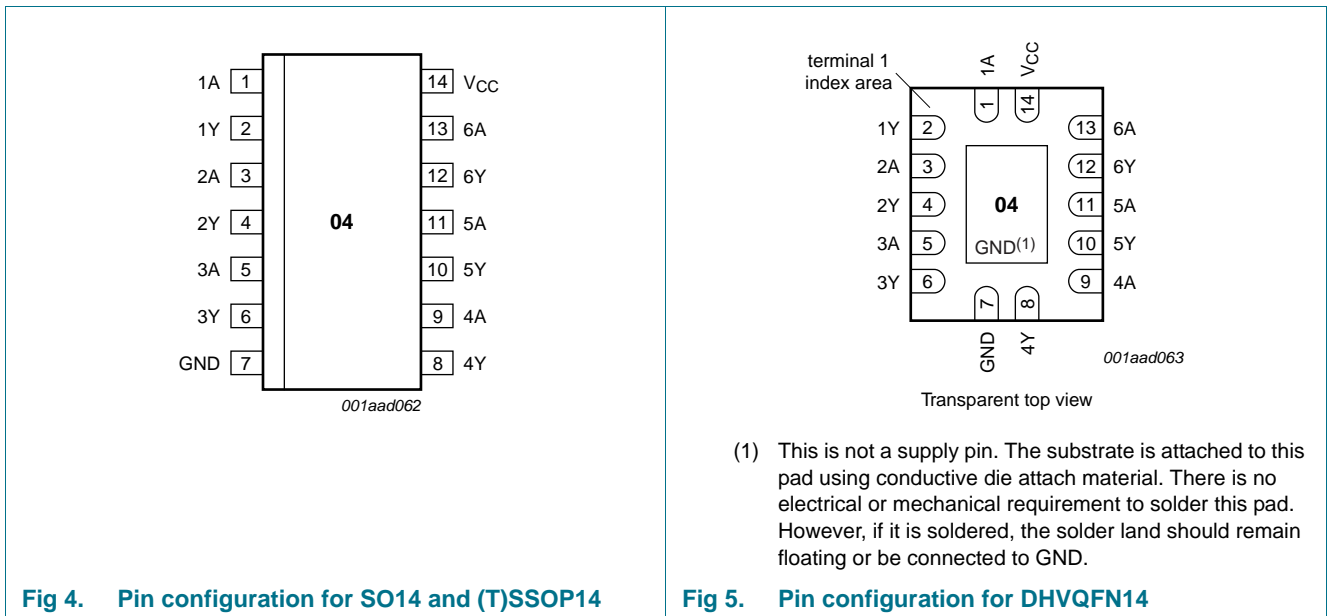 1A 1 14 VCC
1Y 2 13 6A
2A 3 12 6Y
2Y 4 04 11 5A
3A 5 10 5Y
3Y 6 9 4A
GND 7 8 4Y
001aad062
Fig 4. Pin configuration for SO14 and (T)SSOP14
terminal 1
index area
1A VCC
1 14
1Y 2 13 6A
2A 3 12 6Y
2Y 4 04 11 5A
3A 5 GND(1) 10 5Y
3Y 6 9 4A
7 8
GND 4Y
001aad063
Transparent top view
(1) This is not a supply pin. The substrate is attached to this
pad using conductive die attach material. There is no
electrical or mechanical requirement to solder this pad.
However, if it is soldered, the solder land should remain
floating or be connected to GND.
Fig 5. Pin configuration for DHVQFN14